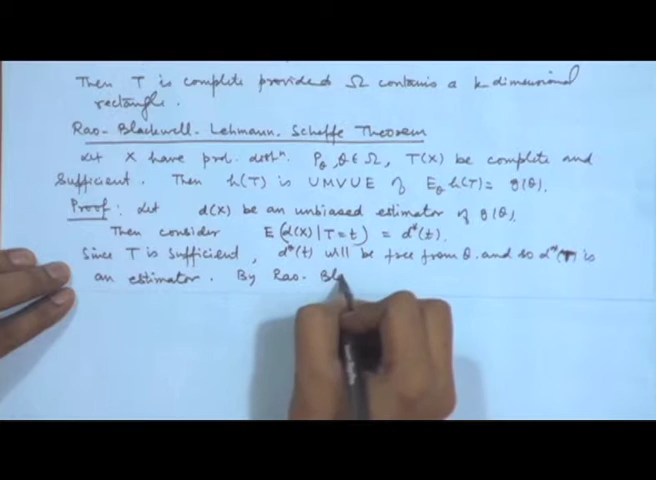 Then T is complete provided Ω contains a k dimensional
rectangle.
Rao-Blackwell-Lehmann-Scheffe Theorem
Let X have prob. distⁿ. P_θ, θ ∈ Ω, T(X) be complete and
sufficient. Then h(T) is UMVUE of E_θ h(T) = g(θ).
Proof: Let d(X) be an unbiased estimator of g(θ).
Then consider E(d(X)|T=t) = d*(t).
Since T is sufficient, d*(t) will be free from θ. and so d*(T) is
an estimator. By Rao-Bl